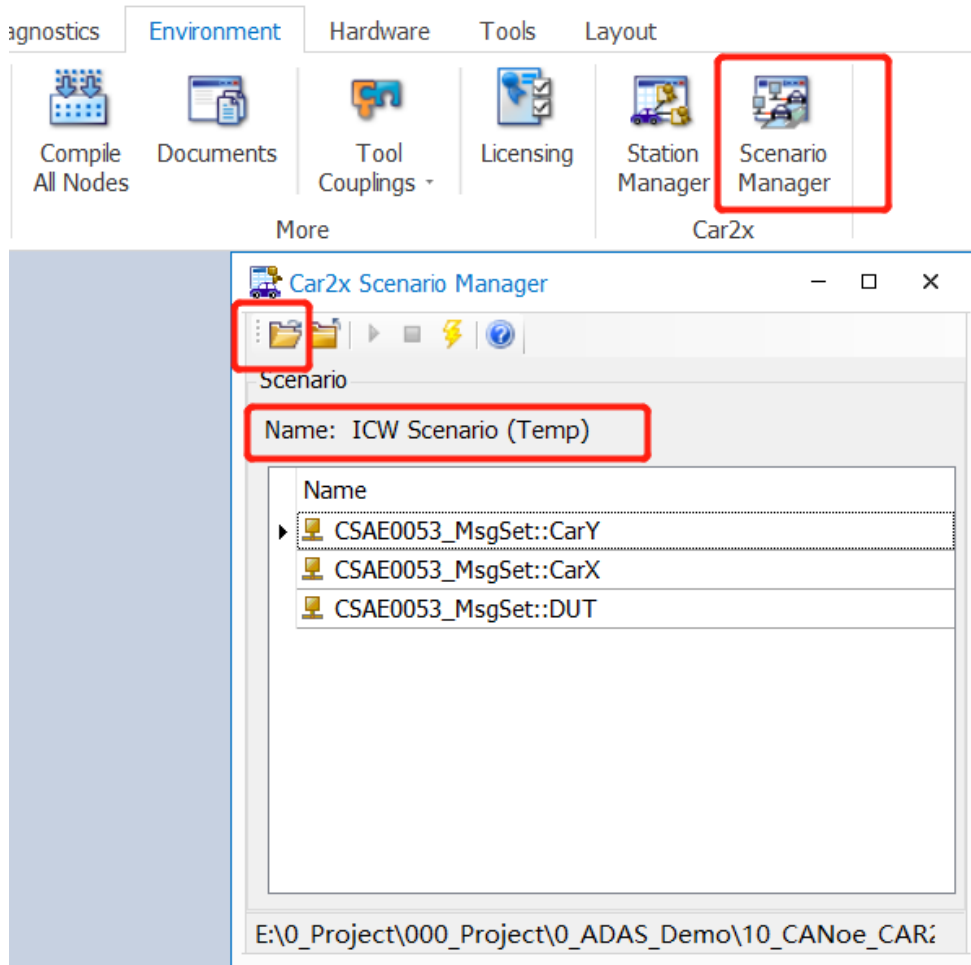 agnostics Environment Hardware Tools Layout
Compile All Nodes
Documents
Tool Couplings
Licensing
Station Manager
Scenario Manager
More Car2x
Car2x Scenario Manager
Scenario
Name: ICW Scenario (Temp)
Name
CSAE0053_MsgSet::CarY
CSAE0053_MsgSet::CarX
CSAE0053_MsgSet::DUT
E:\0_Project\000_Project\0_ADAS_Demo\10_CANoe_CAR2